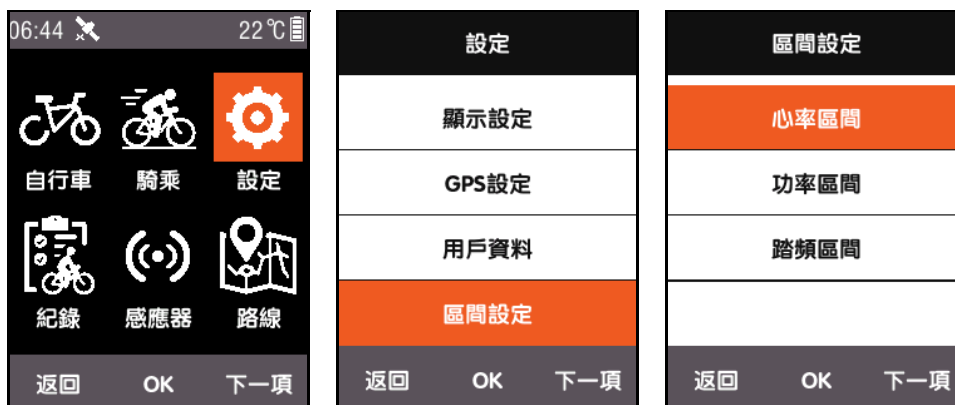 06:44 22℃
自行車 騎乘 設定
紀錄 感應器 路線
返回 OK 下一項
設定
顯示設定
GPS設定
用戶資料
區間設定
返回 OK 下一項
區間設定
心率區間
功率區間
踏頻區間
返回 OK 下一項